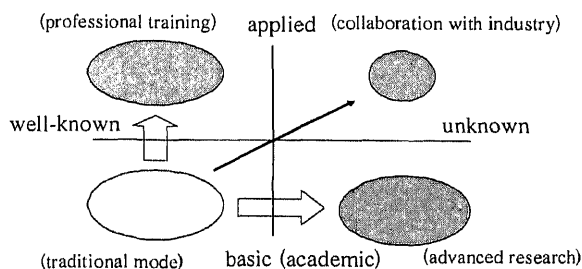 (professional training) applied (collaboration with industry)
well-known unknown
(traditional mode) basic (academic) (advanced research)